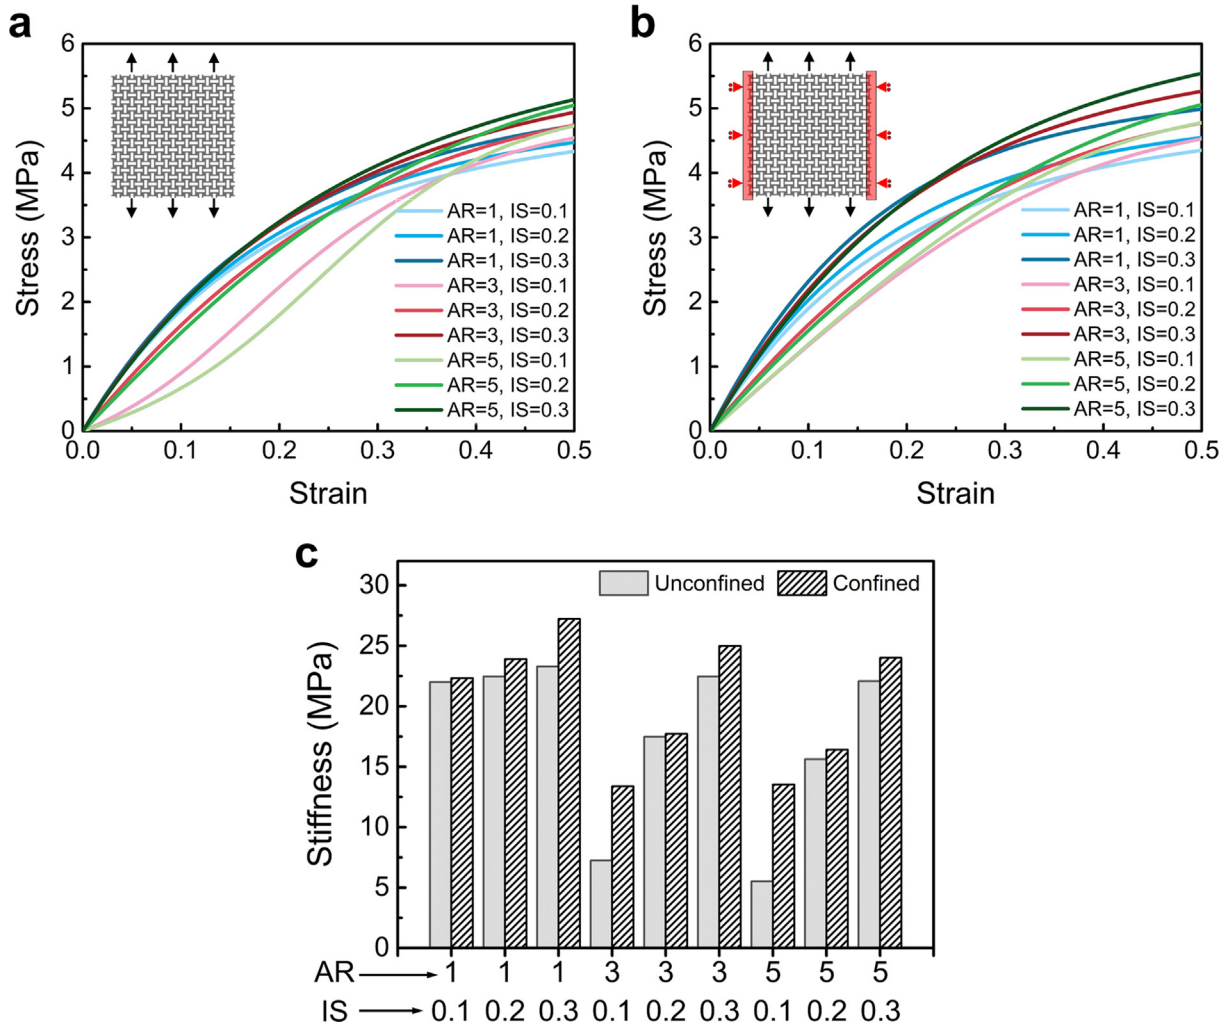 a
6
5
4
3
2
1
0
Stress (MPa)
AR=1, IS=0.1
AR=1, IS=0.2
AR=1, IS=0.3
AR=3, IS=0.1
AR=3, IS=0.2
AR=3, IS=0.3
AR=5, IS=0.1
AR=5, IS=0.2
AR=5, IS=0.3
0.0 0.1 0.2 0.3 0.4 0.5
Strain
b
6
5
4
3
2
1
0
Stress (MPa)
AR=1, IS=0.1
AR=1, IS=0.2
AR=1, IS=0.3
AR=3, IS=0.1
AR=3, IS=0.2
AR=3, IS=0.3
AR=5, IS=0.1
AR=5, IS=0.2
AR=5, IS=0.3
0.0 0.1 0.2 0.3 0.4 0.5
Strain
c
30
25
20
15
10
5
0
Stiffness (MPa)
Unconfined Confined
AR 1 1 1 3 3 3 5 5 5
IS 0.1 0.2 0.3 0.1 0.2 0.3 0.1 0.2 0.3